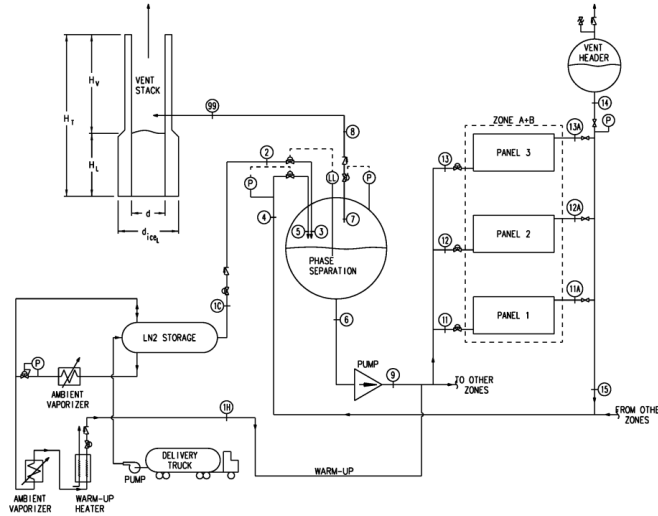 VENT
HEADER
14
P
VENT
STACK
H_V
H_T
H_L
d
d_ice_L
99
8
2
P
LL
P
4
5
3
7
PHASE
SEPARATION
ZONE A+B
13
PANEL 3
13A
12
PANEL 2
12A
11
PANEL 1
11A
1C
LN2 STORAGE
6
PUMP
9
TO OTHER
ZONES
15
FROM OTHER
ZONES
P
AMBIENT
VAPORIZER
1H
DELIVERY
TRUCK
PUMP
WARM-UP
AMBIENT
VAPORIZER
WARM-UP
HEATER